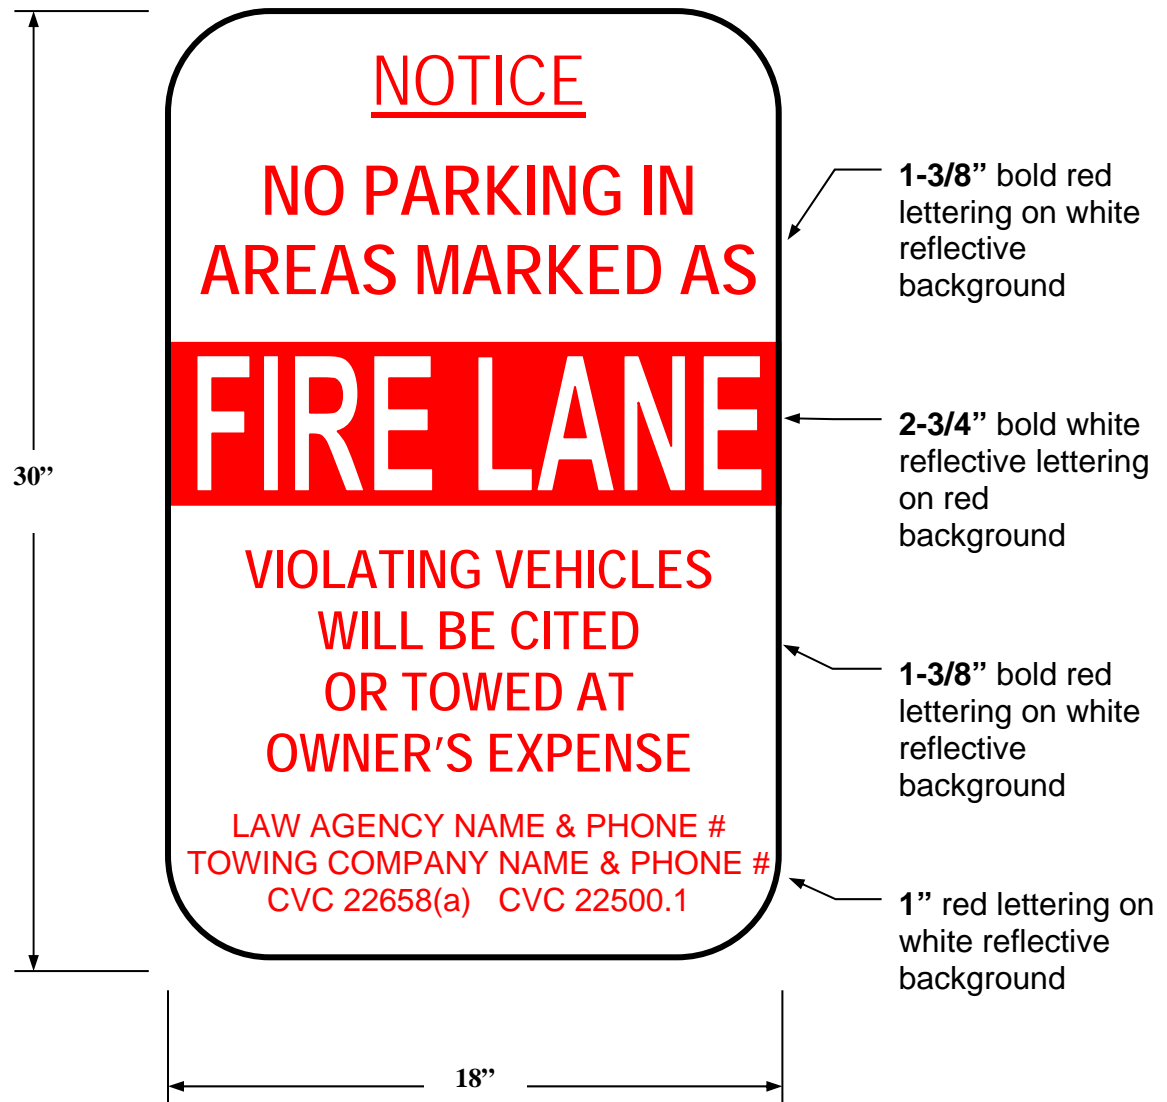 NOTICE
NO PARKING IN
AREAS MARKED AS
FIRE LANE
VIOLATING VEHICLES
WILL BE CITED
OR TOWED AT
OWNER'S EXPENSE
LAW AGENCY NAME & PHONE #
TOWING COMPANY NAME & PHONE #
CVC 22658(a) CVC 22500.1
30”
18”
1-3/8” bold red
lettering on white
reflective
background
2-3/4” bold white
reflective lettering
on red
background
1-3/8” bold red
lettering on white
reflective
background
1” red lettering on
white reflective
background